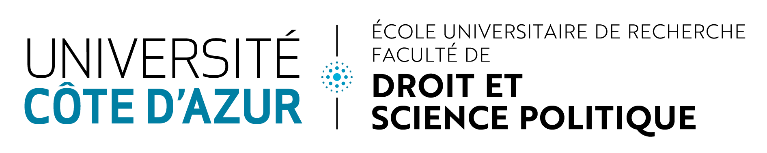 UNIVERSITÉ
CÔTE D'AZUR
ÉCOLE UNIVERSITAIRE DE RECHERCHE
FACULTÉ DE
DROIT ET
SCIENCE POLITIQUE